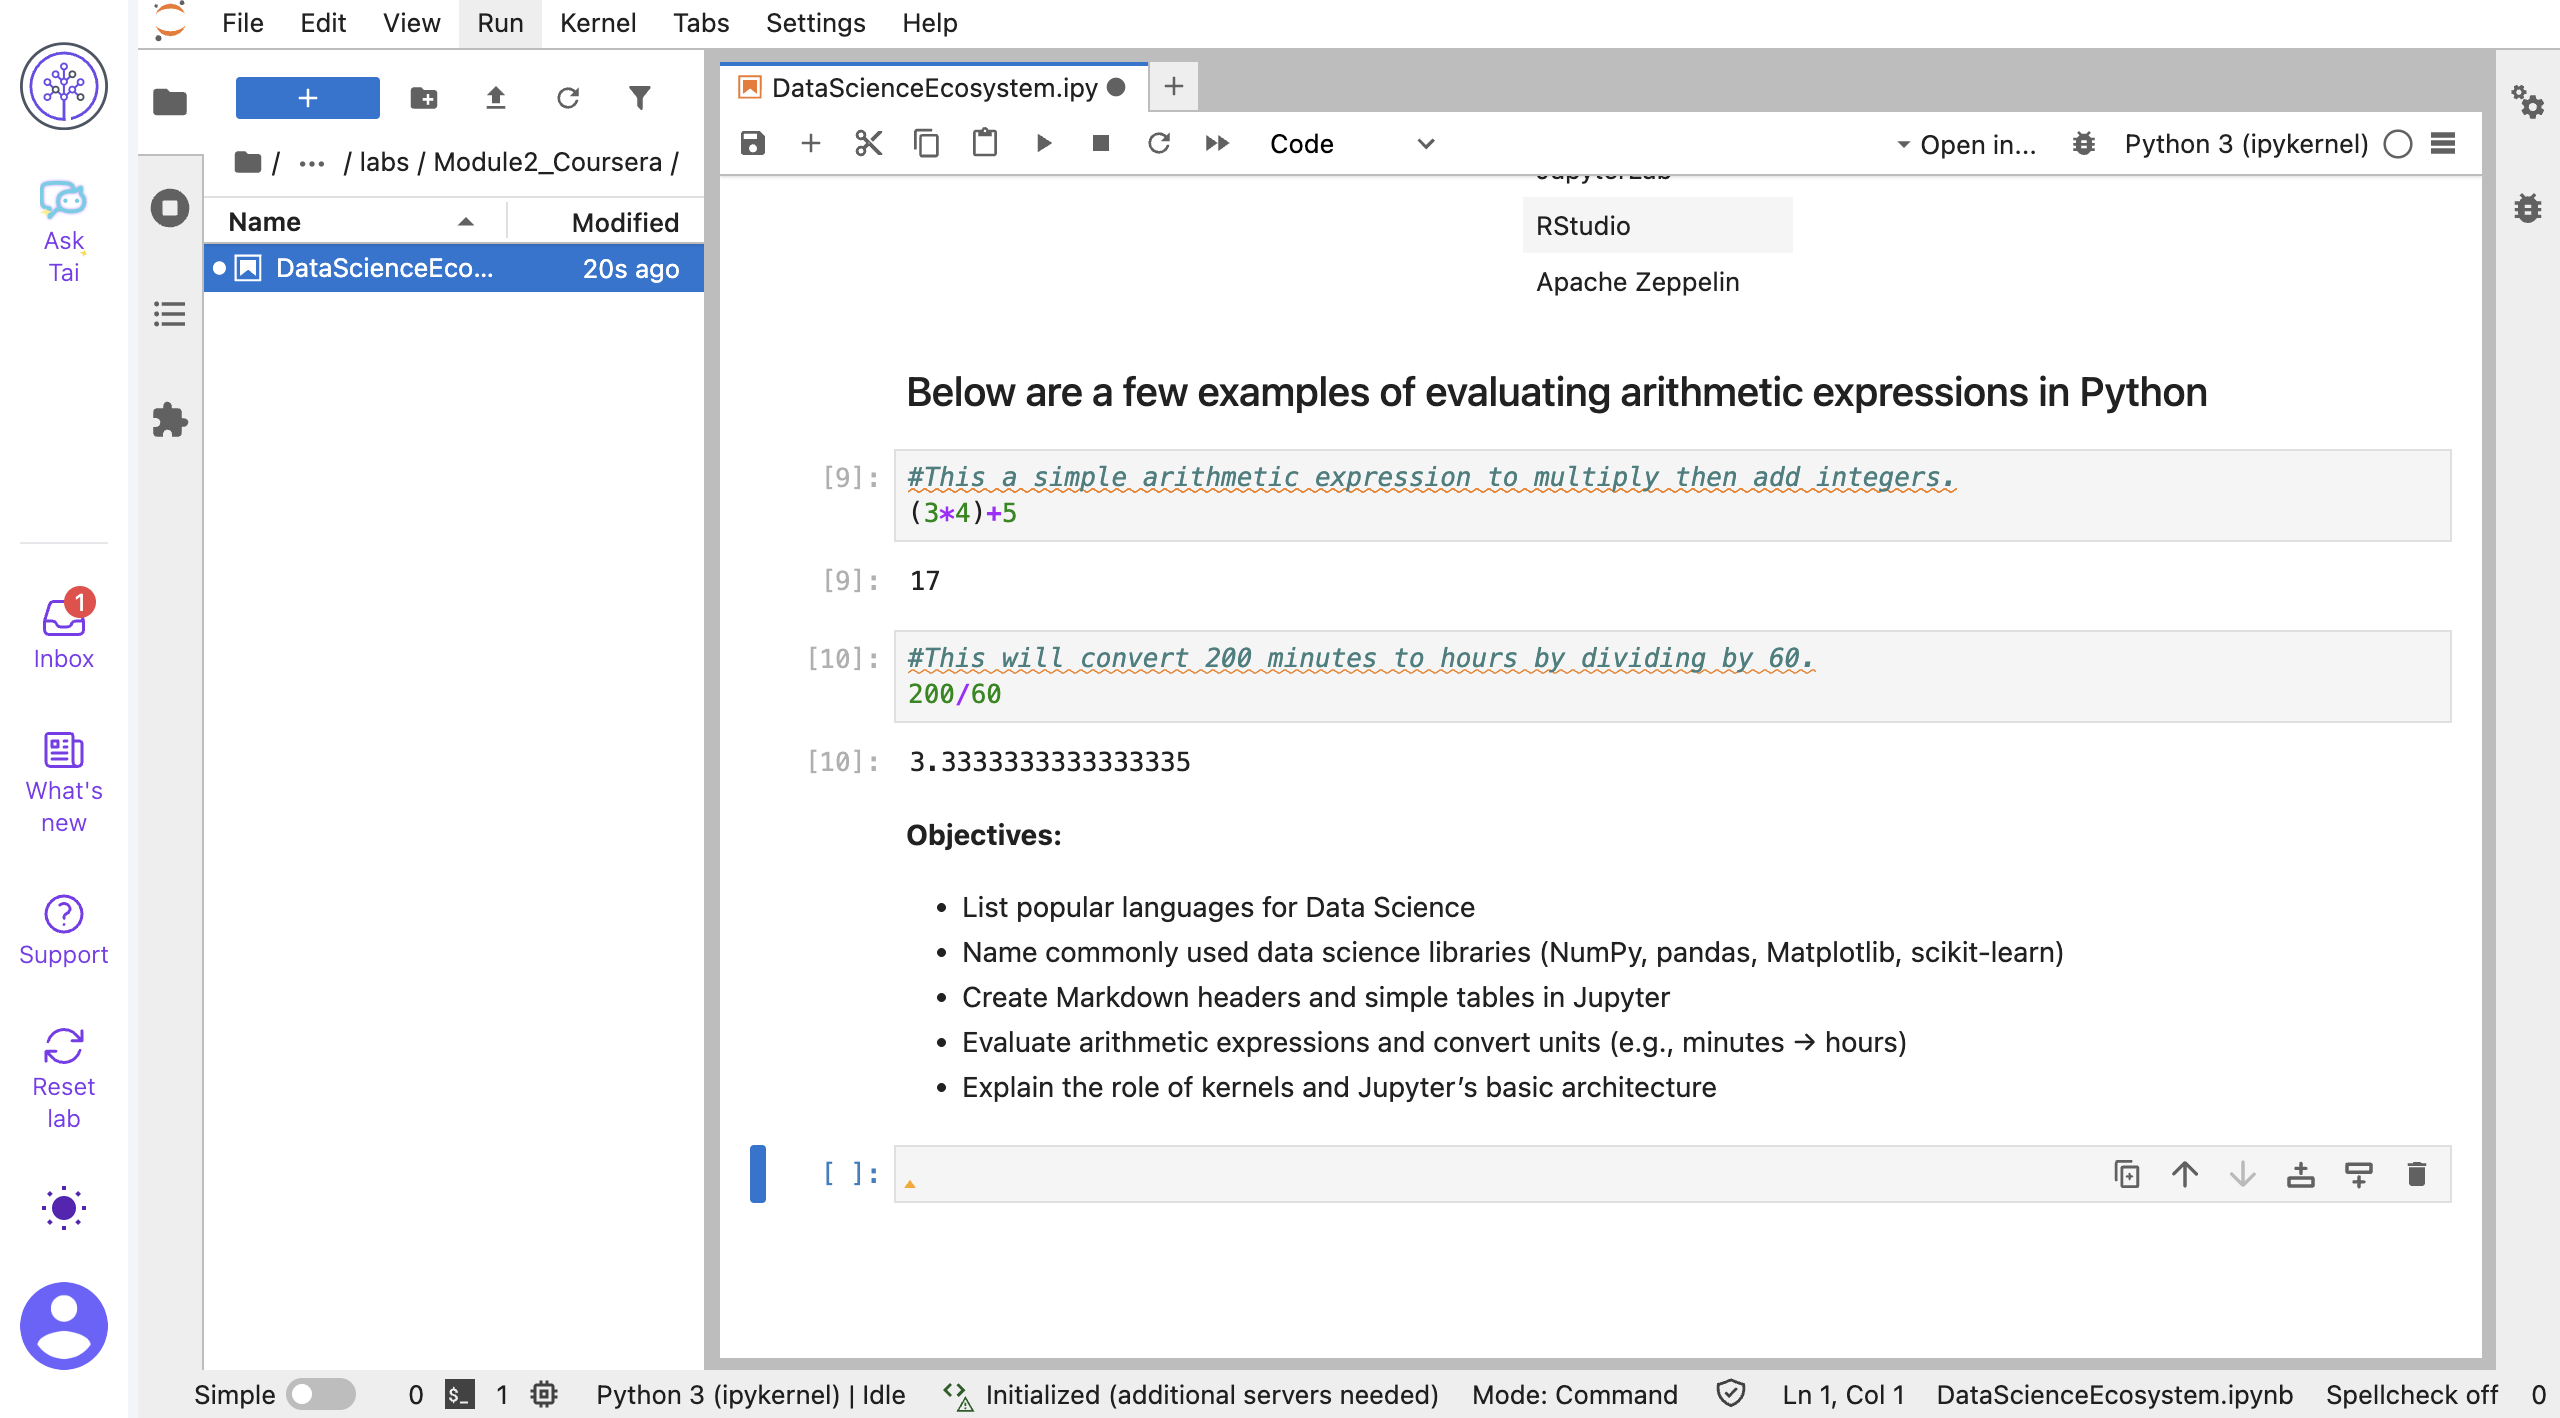 File Edit View Run Kernel Tabs Settings Help
Ask
Tai
Inbox
1
What's
new
Support
Reset
lab
/ ... / labs / Module2_Coursera /
Name Modified
DataScienceEco... 20s ago
DataScienceEcosystem.ipy
Code
Open in...
Python 3 (ipykernel)
JupyterLab
RStudio
Apache Zeppelin
Below are a few examples of evaluating arithmetic expressions in Python
[9]: #This a simple arithmetic expression to multiply then add integers.
(3*4)+5
[9]: 17
[10]: #This will convert 200 minutes to hours by dividing by 60.
200/60
[10]: 3.3333333333333335
Objectives:
• List popular languages for Data Science
• Name commonly used data science libraries (NumPy, pandas, Matplotlib, scikit-learn)
• Create Markdown headers and simple tables in Jupyter
• Evaluate arithmetic expressions and convert units (e.g., minutes → hours)
• Explain the role of kernels and Jupyter’s basic architecture
[ ]:
Simple 0 $_ 1 Python 3 (ipykernel) | Idle Initialized (additional servers needed) Mode: Command Ln 1, Col 1 DataScienceEcosystem.ipynb Spellcheck off 0